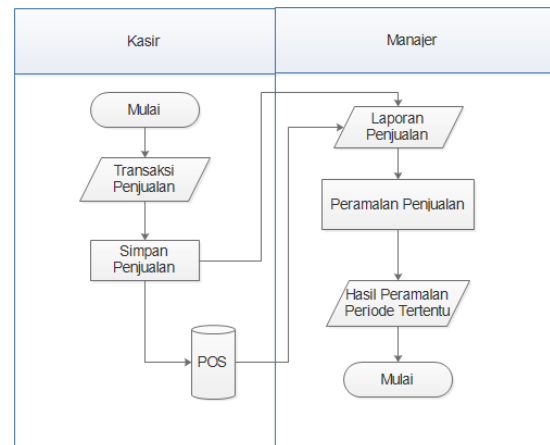 Kasir
Manajer
Mulai
Transaksi
Penjualan
Simpan
Penjualan
POS
Laporan
Penjualan
Peramalan Penjualan
Hasil Peramalan
Periode Tertentu
Mulai